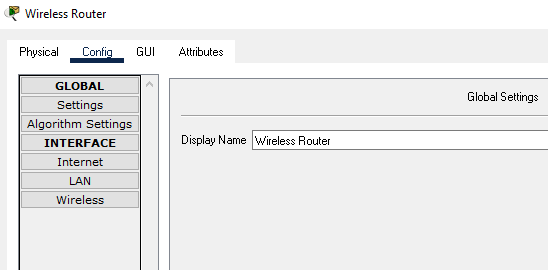 Wireless Router
Physical Config GUI Attributes
GLOBAL
Settings
Algorithm Settings
INTERFACE
Internet
LAN
Wireless
Global Settings
Display Name Wireless Router